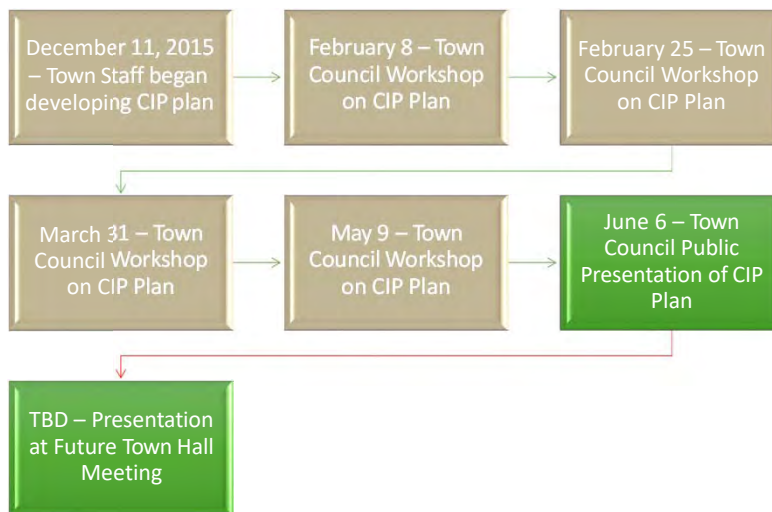 December 11, 2015
– Town Staff began
developing CIP plan
February 8 – Town
Council Workshop
on CIP Plan
February 25 – Town
Council Workshop
on CIP Plan
March 31 – Town
Council Workshop
on CIP Plan
May 9 – Town
Council Workshop
on CIP Plan
June 6 – Town
Council Public
Presentation of CIP
Plan
TBD – Presentation
at Future Town Hall
Meeting